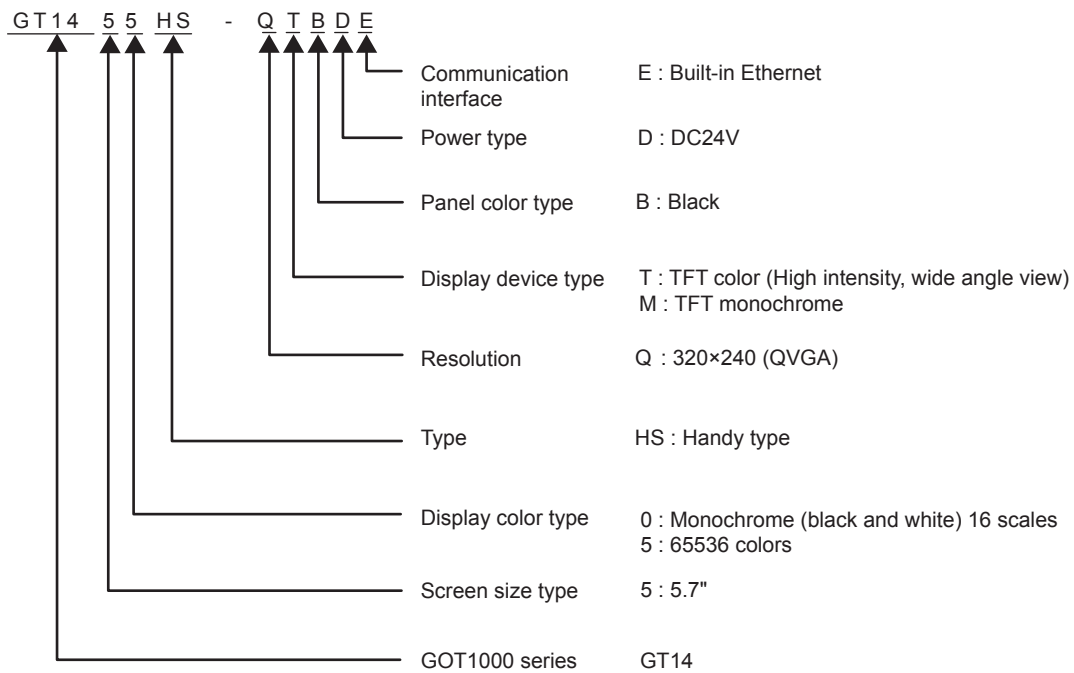 GT14 5 5 HS - Q T B D E
Communication interface E : Built-in Ethernet
Power type D : DC24V
Panel color type B : Black
Display device type T : TFT color (High intensity, wide angle view)
M : TFT monochrome
Resolution Q : 320×240 (QVGA)
Type HS : Handy type
Display color type 0 : Monochrome (black and white) 16 scales
5 : 65536 colors
Screen size type 5 : 5.7"
GOT1000 series GT14